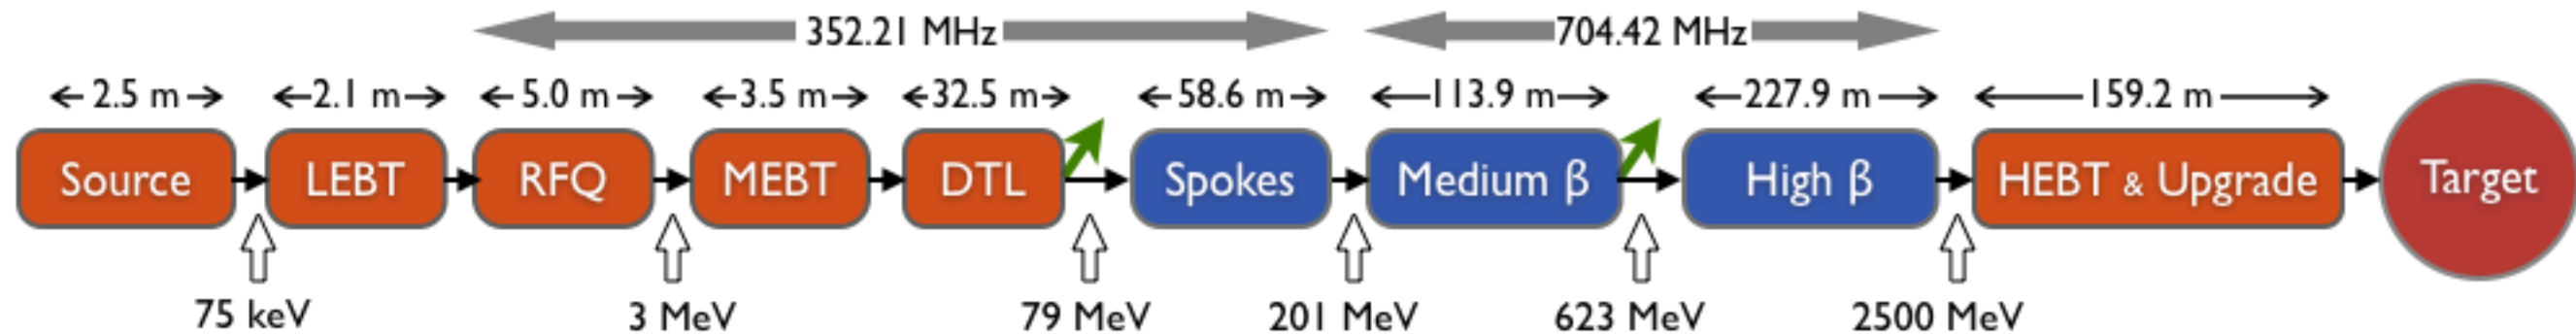 352.21 MHz 704.42 MHz
2.5 m 2.1 m 5.0 m 3.5 m 32.5 m 58.6 m 113.9 m 227.9 m 159.2 m
Source LEBT RFQ MEBT DTL Spokes Medium β High β HEBT & Upgrade Target
75 keV 3 MeV 79 MeV 201 MeV 623 MeV 2500 MeV